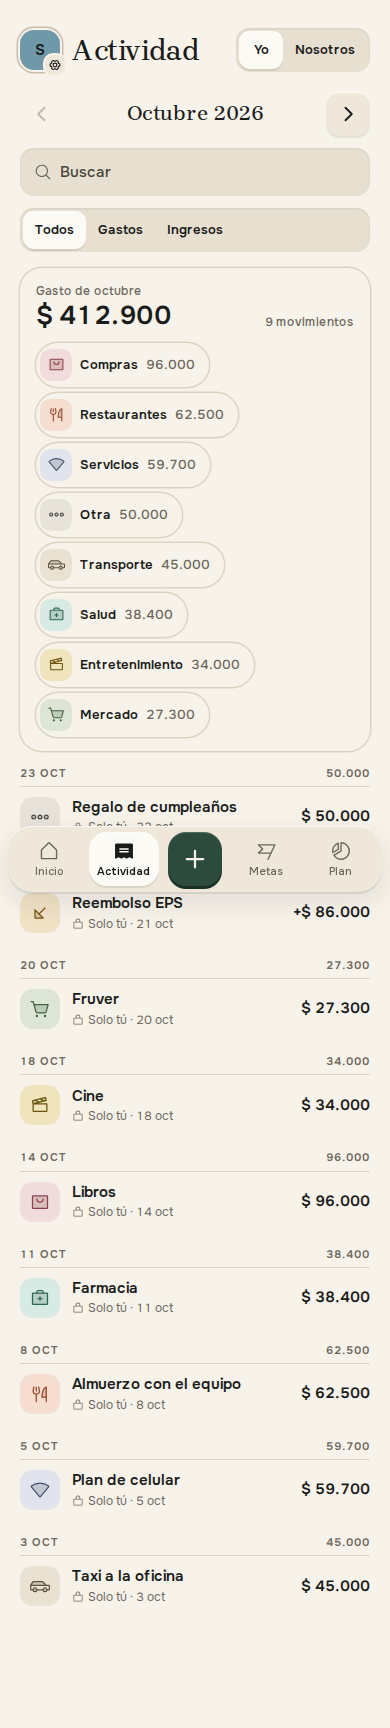 S
Actividad
Yo
Nosotros
Octubre 2026
Buscar
Todos
Gastos
Ingresos
Gasto de octubre
$ 412.900
9 movimientos
Compras 96.000
Restaurantes 62.500
Servicios 59.700
Otra 50.000
Transporte 45.000
Salud 38.400
Entretenimiento 34.000
Mercado 27.300
23 OCT 50.000
Regalo de cumpleaños
$ 50.000
Inicio
Actividad
Metas
Plan
Reembolso EPS
+$ 86.000
Solo tú · 21 oct
20 OCT 27.300
Fruver
$ 27.300
Solo tú · 20 oct
18 OCT 34.000
Cine
$ 34.000
Solo tú · 18 oct
14 OCT 96.000
Libros
$ 96.000
Solo tú · 14 oct
11 OCT 38.400
Farmacia
$ 38.400
Solo tú · 11 oct
8 OCT 62.500
Almuerzo con el equipo
$ 62.500
Solo tú · 8 oct
5 OCT 59.700
Plan de celular
$ 59.700
Solo tú · 5 oct
3 OCT 45.000
Taxi a la oficina
$ 45.000
Solo tú · 3 oct